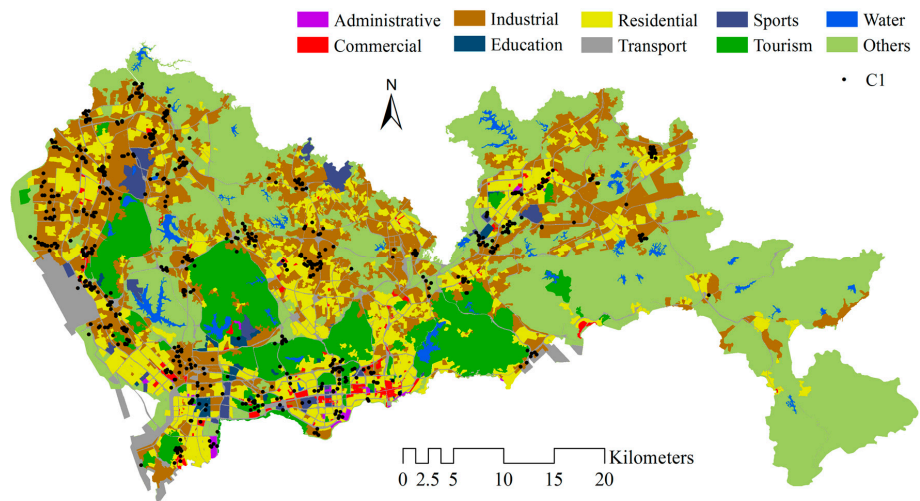 Administrative Industrial Residential Sports Water
Commercial Education Transport Tourism Others
C1
N
Kilometers
0 2.5 5 10 15 20